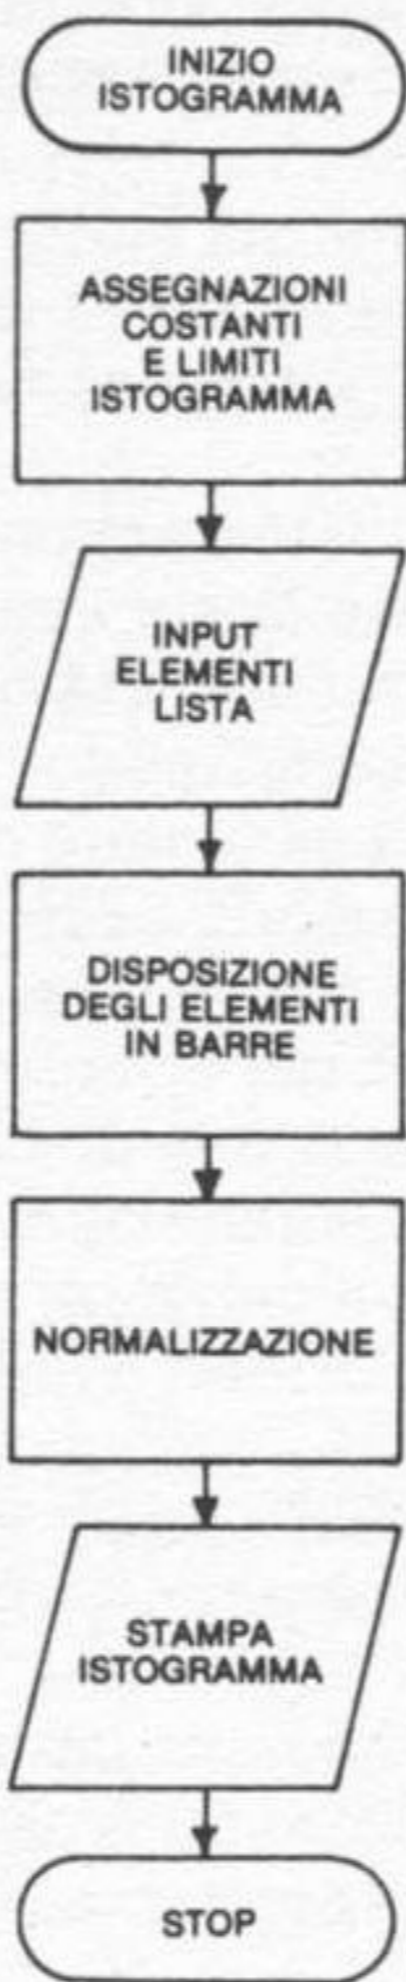 INIZIO
ISTOGRAMMA
ASSEGNAZIONI
COSTANTI
E LIMITI
ISTOGRAMMA
INPUT
ELEMENTI
LISTA
DISPOSIZIONE
DEGLI ELEMENTI
IN BARRE
NORMALIZZAZIONE
STAMPA
ISTOGRAMMA
STOP